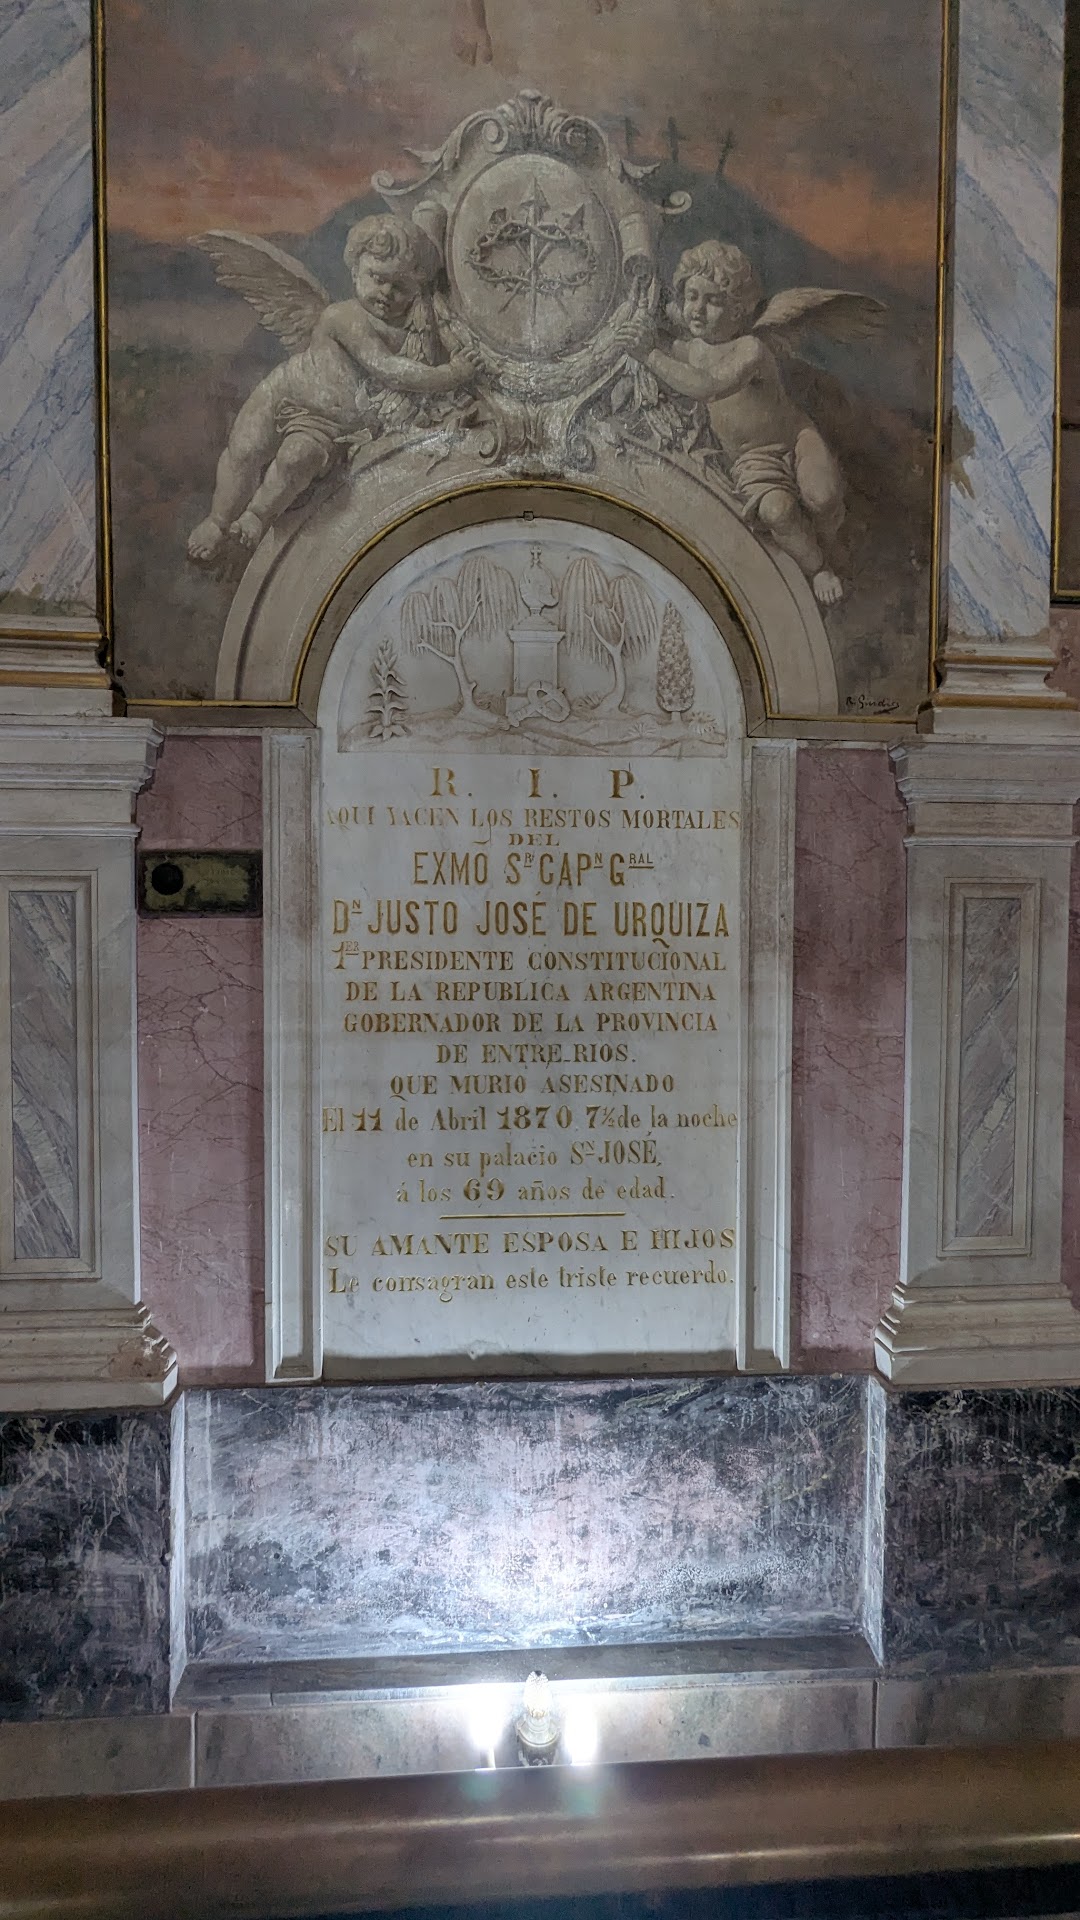 R. I. P.
AQUI YACEN LOS RESTOS MORTALES
DEL
EXMÕ Sᴿ CAPᴺ Gᴿᴬᴸ
Dᴺ JUSTO JOSÉ DE URQUIZA
1ᴱᴿ PRESIDENTE CONSTITUCIONAL
DE LA REPUBLICA ARGENTINA
GOBERNADOR DE LA PROVINCIA
DE ENTRE-RIOS.
QUE MURIO ASESINADO
El 11 de Abril 1870, 7½ de la noche
en su palacio Sᴺ JOSÉ,
á los 69 años de edad.
SU AMANTE ESPOSA E HIJOS
Le consagran este triste recuerdo.